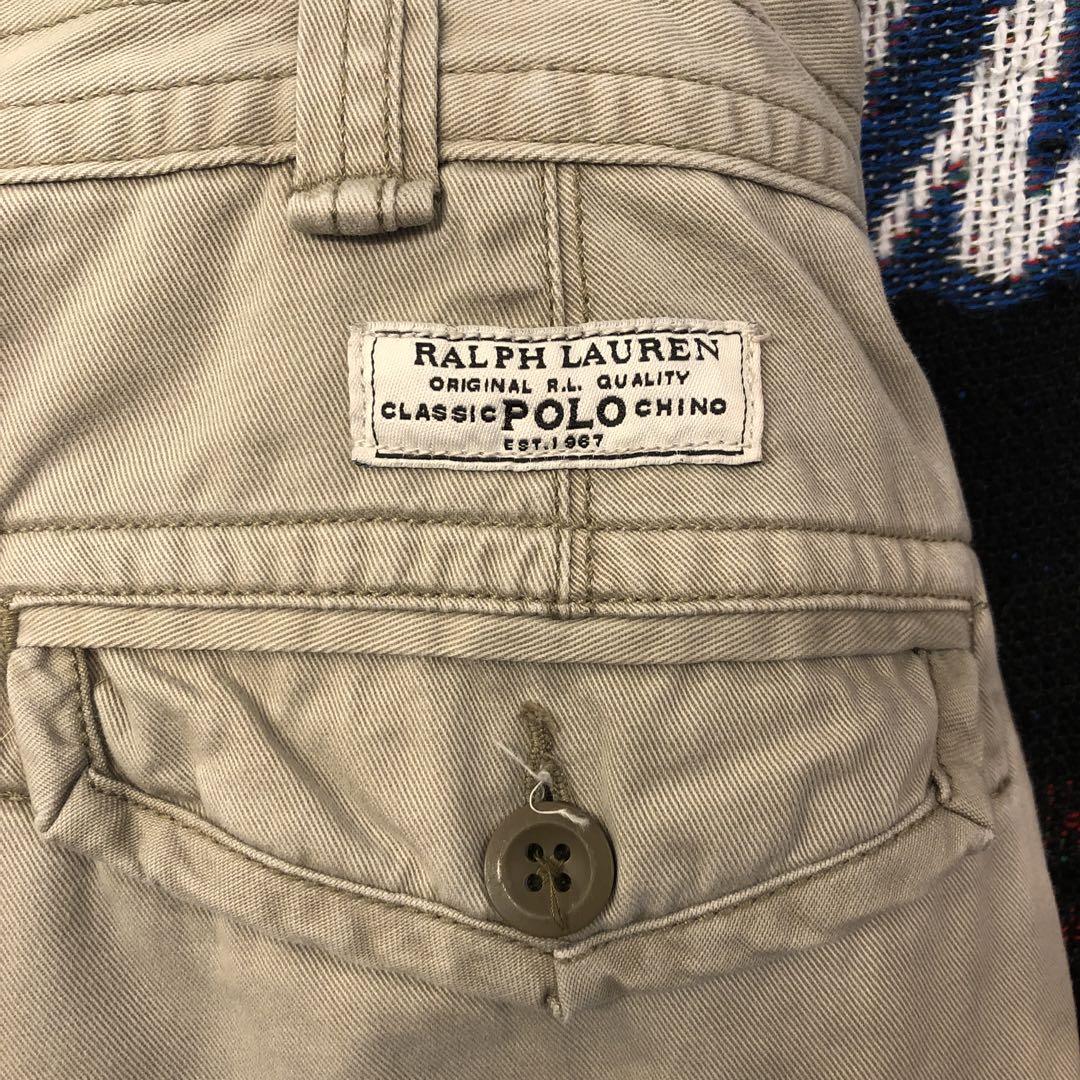 RALPH LAUREN
ORIGINAL R.L. QUALITY
CLASSIC POLO CHINO
EST. 1967